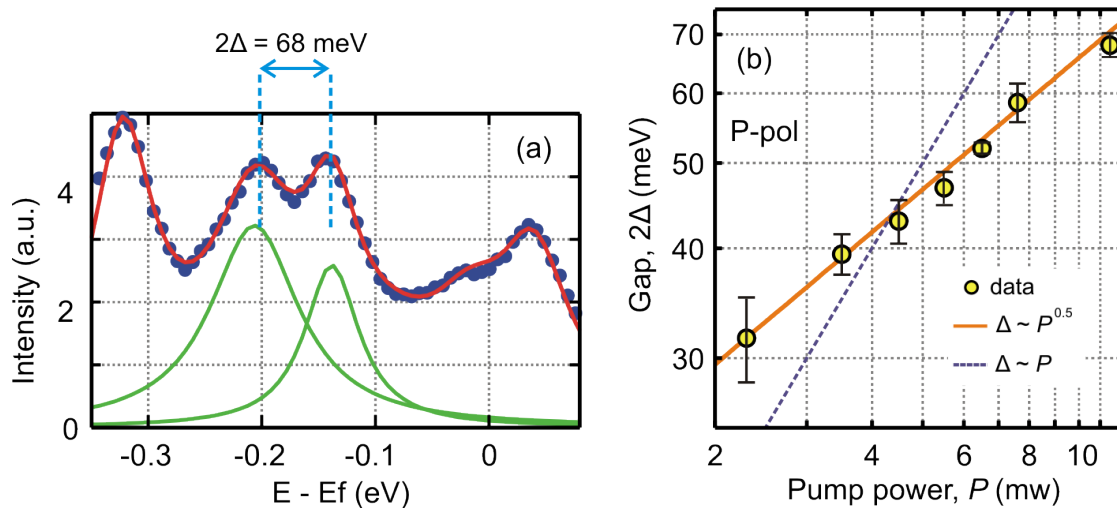 2Δ = 68 meV
(a)
Intensity (a.u.)
4
2
0
-0.3
-0.2
-0.1
0
E - Ef (eV)
(b)
P-pol
Gap, 2Δ (meV)
70
60
50
40
30
data
Δ ~ P^0.5
Δ ~ P
2
4
6
8
10
Pump power, P (mw)